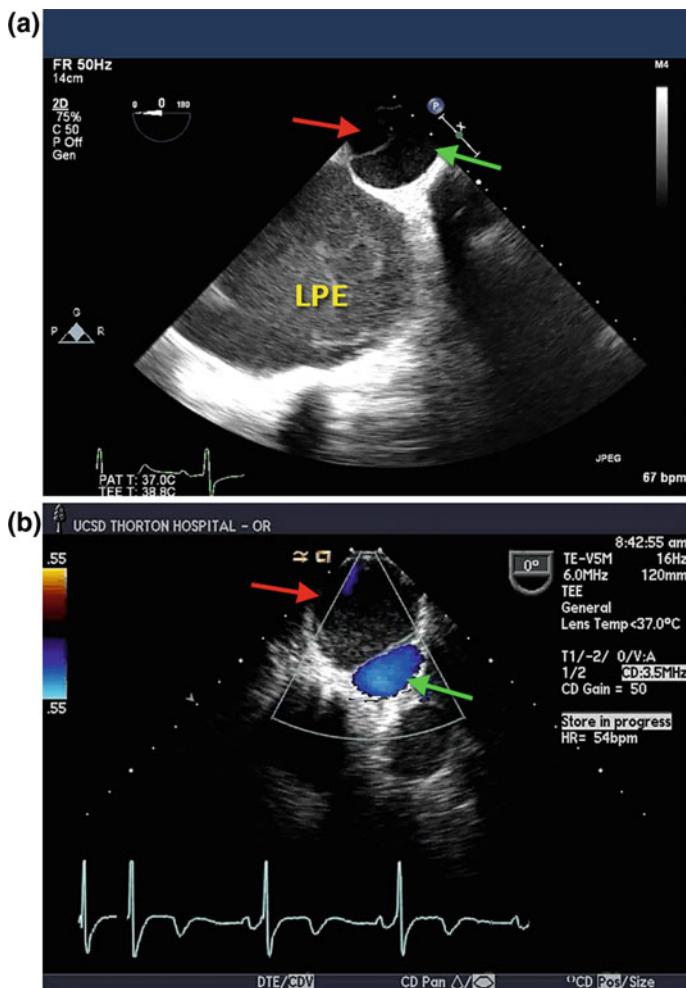 (a)
FR 50Hz
14cm
M4
2D
75%
C 50
P Off
Gen
0 0 180
P
LPE
G
P R
JPEG
PAT T: 37.0C
TEE T: 38.8C
67 bpm
(b)
UCSD THORTON HOSPITAL - OR
8:42:55 am
.55
.55
0°
TE-V5M 16Hz
6.0MHz 120mm
TEE
General
Lens Temp<37.0°C
T1/-2/ 0/V:A
1/2 CD:3.5MHz
CD Gain = 50
Store in progress
HR= 54bpm
DTE/CDV CD Pan CD Pos/Size